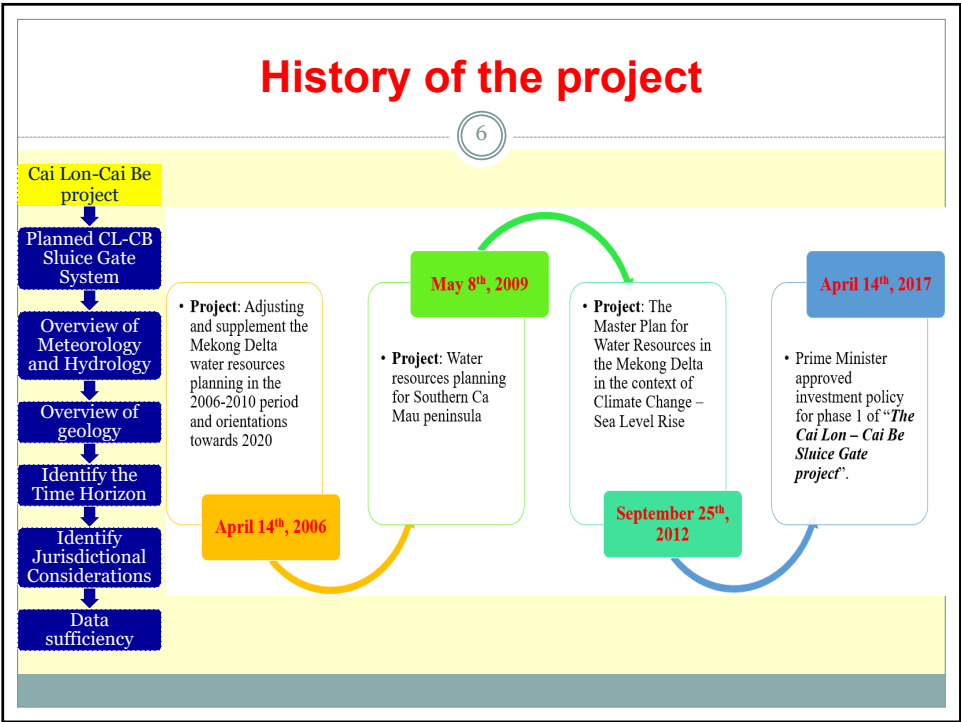 History of the project
6
Cai Lon-Cai Be
project
Planned CL-CB
Sluice Gate
System
Overview of
Meteorology
and Hydrology
Overview of
geology
Identify the
Time Horizon
Identify
Jurisdictional
Considerations
Data
sufficiency
• Project: Adjusting
and supplement the
Mekong Delta
water resources
planning in the
2006-2010 period
and orientations
towards 2020
April 14th, 2006
May 8th, 2009
• Project: Water
resources planning
for Southern Ca
Mau peninsula
• Project: The
Master Plan for
Water Resources in
the Mekong Delta
in the context of
Climate Change –
Sea Level Rise
September 25th,
2012
April 14th, 2017
• Prime Minister
approved
investment policy
for phase 1 of “The
Cai Lon – Cai Be
Sluice Gate
project”.